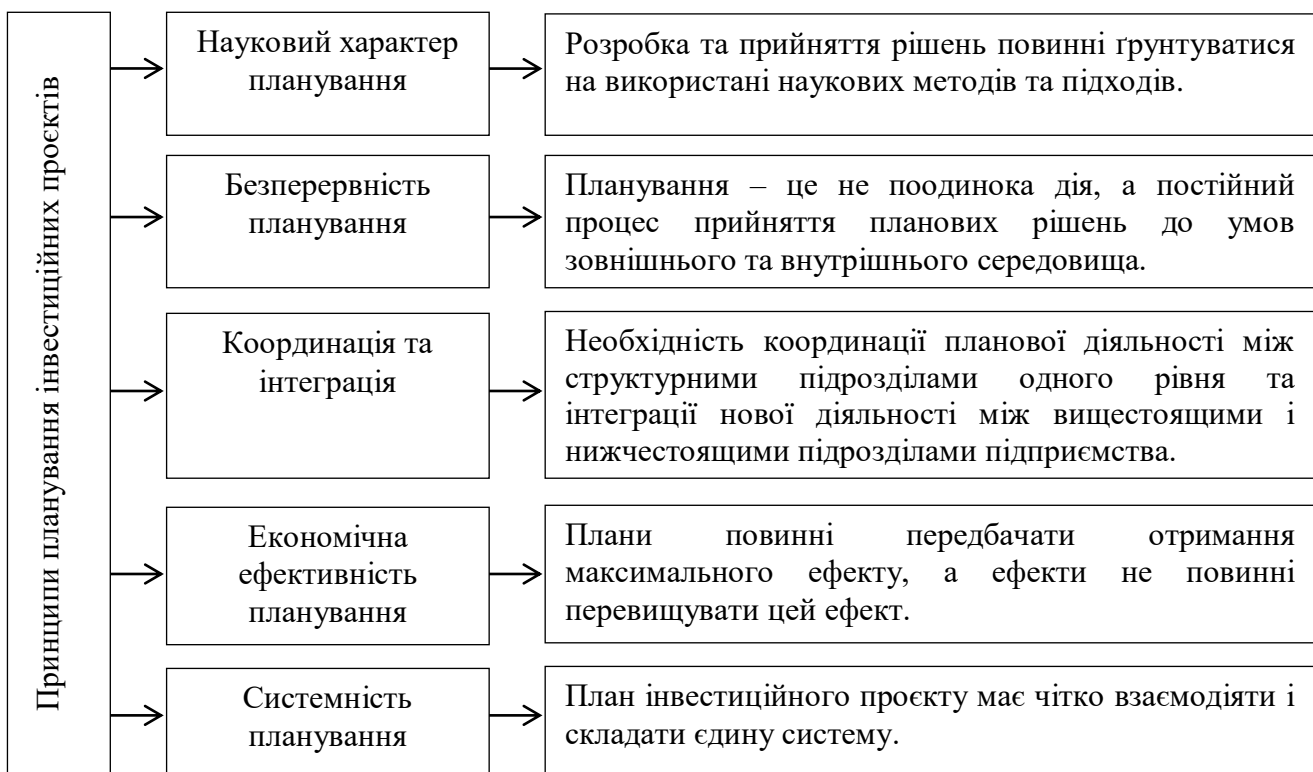 Принципи планування інвестиційних проєктів
Науковий характер
планування
Розробка та прийняття рішень повинні ґрунтуватися
на використані наукових методів та підходів.
Безперервність
планування
Планування – це не поодинока дія, а постійний
процес прийняття планових рішень до умов
зовнішнього та внутрішнього середовища.
Координація та
інтеграція
Необхідність координації планової діяльності між
структурними підрозділами одного рівня та
інтеграції нової діяльності між вищестоящими і
нижчестоящими підрозділами підприємства.
Економічна
ефективність
планування
Плани повинні передбачати отримання
максимального ефекту, а ефекти не повинні
перевищувати цей ефект.
Системність
планування
План інвестиційного проєкту має чітко взаємодіяти і
складати єдину систему.